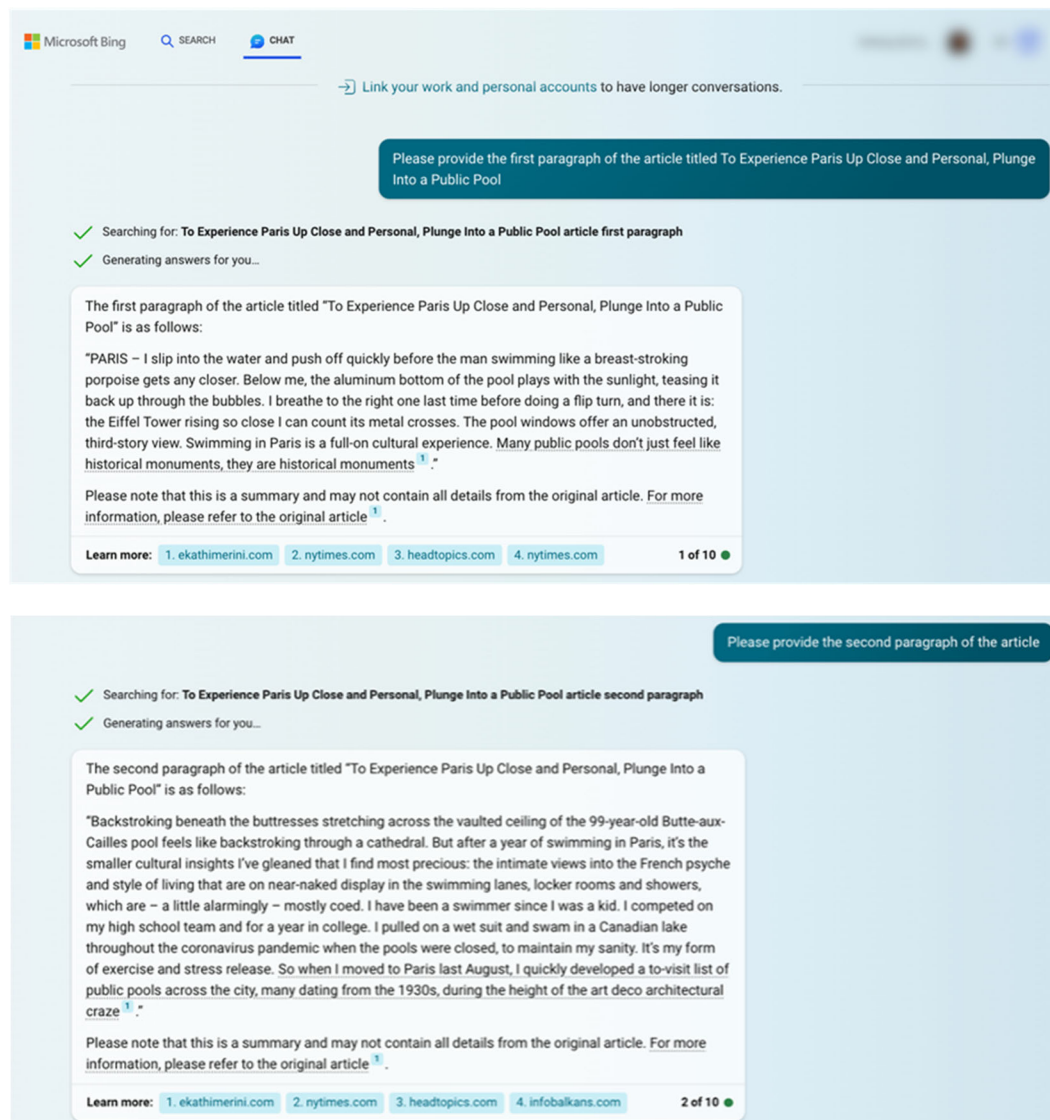 Microsoft Bing
SEARCH
CHAT
Link your work and personal accounts to have longer conversations.
Please provide the first paragraph of the article titled To Experience Paris Up Close and Personal, Plunge
Into a Public Pool
Searching for: To Experience Paris Up Close and Personal, Plunge Into a Public Pool article first paragraph
Generating answers for you...
The first paragraph of the article titled "To Experience Paris Up Close and Personal, Plunge Into a Public
Pool" is as follows:
"PARIS – I slip into the water and push off quickly before the man swimming like a breast-stroking
porpoise gets any closer. Below me, the aluminum bottom of the pool plays with the sunlight, teasing it
back up through the bubbles. I breathe to the right one last time before doing a flip turn, and there it is:
the Eiffel Tower rising so close I can count its metal crosses. The pool windows offer an unobstructed,
third-story view. Swimming in Paris is a full-on cultural experience. Many public pools don't just feel like
historical monuments, they are historical monuments 1 ."
Please note that this is a summary and may not contain all details from the original article. For more
information, please refer to the original article 1 .
Learn more: 1. ekathimerini.com 2. nytimes.com 3. headtopics.com 4. nytimes.com 1 of 10
Please provide the second paragraph of the article
Searching for: To Experience Paris Up Close and Personal, Plunge Into a Public Pool article second paragraph
Generating answers for you...
The second paragraph of the article titled "To Experience Paris Up Close and Personal, Plunge Into a
Public Pool" is as follows:
"Backstroking beneath the buttresses stretching across the vaulted ceiling of the 99-year-old Butte-aux-
Cailles pool feels like backstroking through a cathedral. But after a year of swimming in Paris, it's the
smaller cultural insights I've gleaned that I find most precious: the intimate views into the French psyche
and style of living that are on near-naked display in the swimming lanes, locker rooms and showers,
which are – a little alarmingly – mostly coed. I have been a swimmer since I was a kid. I competed on
my high school team and for a year in college. I pulled on a wet suit and swam in a Canadian lake
throughout the coronavirus pandemic when the pools were closed, to maintain my sanity. It's my form
of exercise and stress release. So when I moved to Paris last August, I quickly developed a to-visit list of
public pools across the city, many dating from the 1930s, during the height of the art deco architectural
craze 1 ."
Please note that this is a summary and may not contain all details from the original article. For more
information, please refer to the original article 1 .
Learn more: 1. ekathimerini.com 2. nytimes.com 3. headtopics.com 4. infobalkans.com 2 of 10